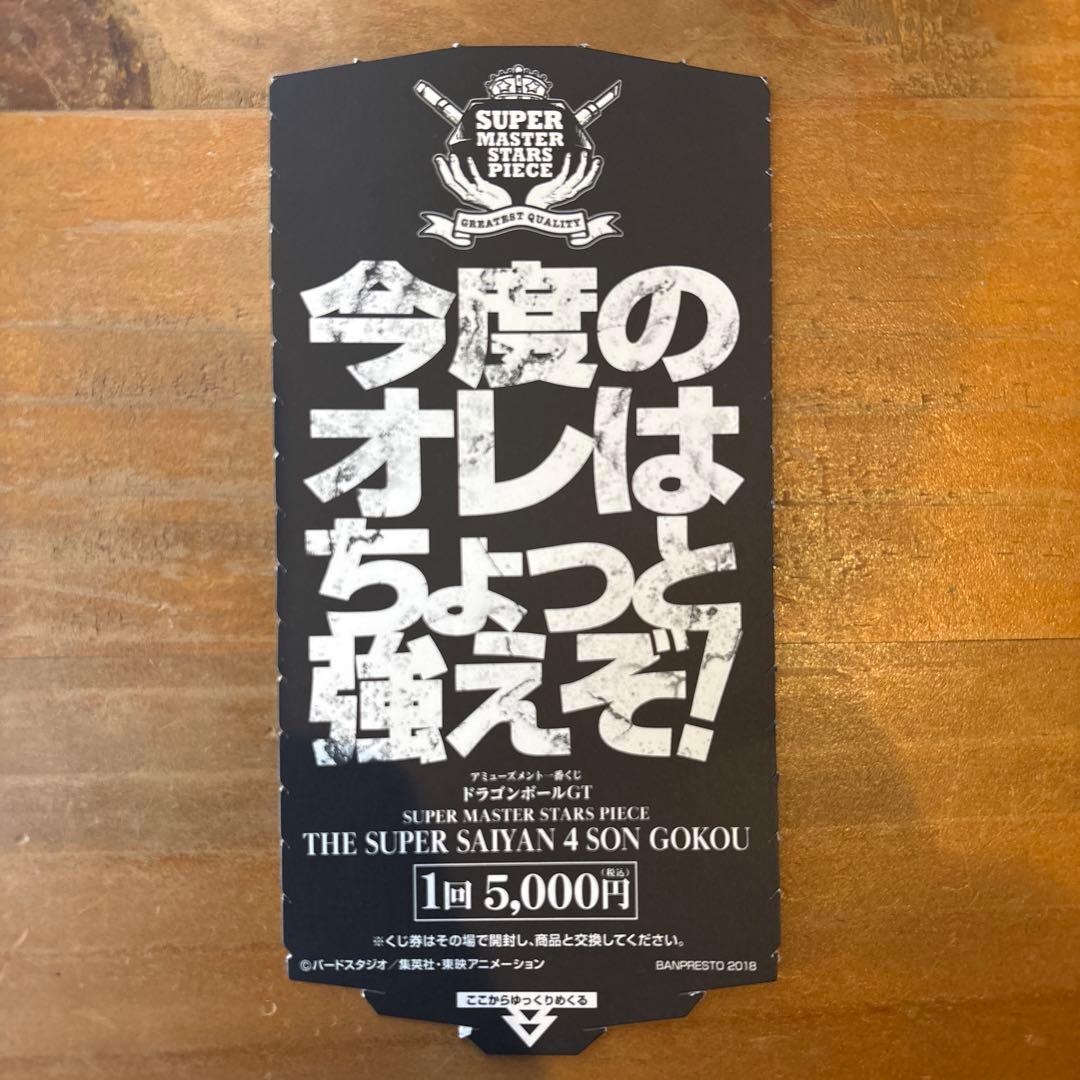 SUPER
MASTER
STARS
PIECE
GREATEST QUALITY
今度の
オレは
ちょっと
強えぞ!
アミューズメント一番くじ
ドラゴンボールGT
SUPER MASTER STARS PIECE
THE SUPER SAIYAN 4 SON GOKOU
1回 5,000円(税込)
※くじ券はその場で開封し、商品と交換してください。
©バードスタジオ/集英社・東映アニメーション BANPRESTO 2018
ここからゆっくりめくる